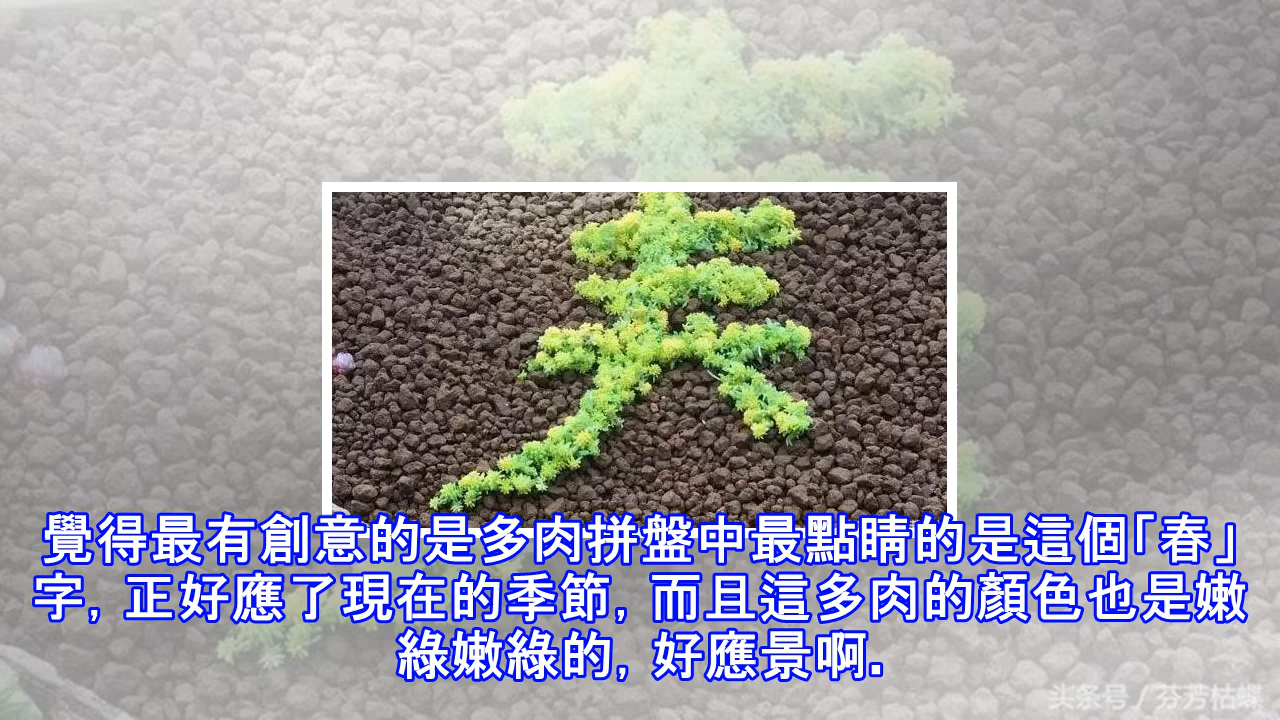 覺得最有創意的是多肉拼盤中最點睛的是這個「春」
字, 正好應了現在的季節, 而且這多肉的顏色也是嫩
綠嫩綠的, 好應景啊.
头条号 / 芬芳枯蝶